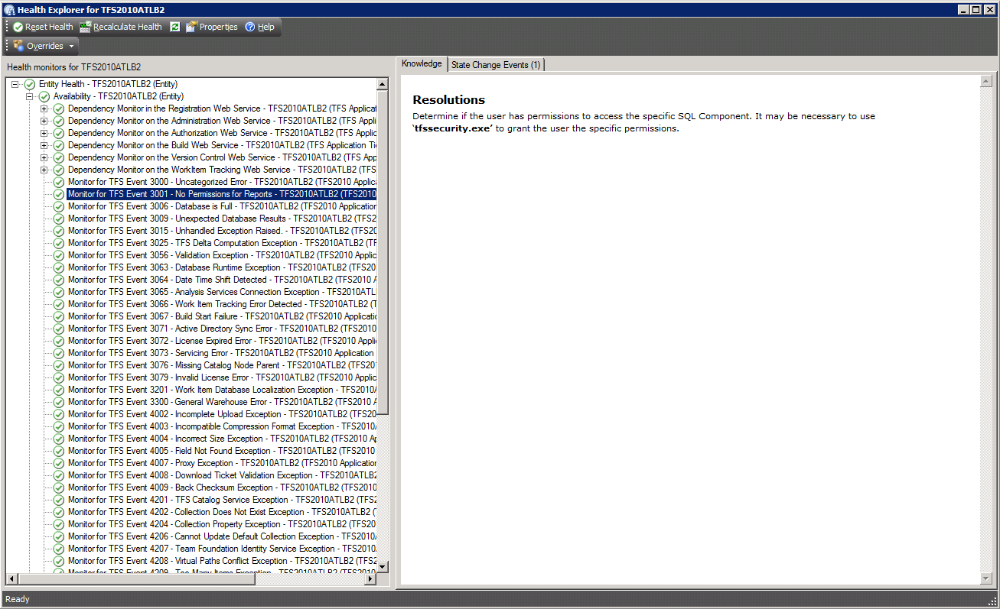 Health Explorer for TFS2010ATLB2
Reset Health Recalculate Health Properties Help
Overrides
Health monitors for TFS2010ATLB2
Entity Health - TFS2010ATLB2 (Entity)
Availability - TFS2010ATLB2 (Entity)
Dependency Monitor in the Registration Web Service - TFS2010ATLB2 (TFS Applicat
Dependency Monitor on the Administration Web Service - TFS2010ATLB2 (TFS Appli
Dependency Monitor on the Authorization Web Service - TFS2010ATLB2 (TFS Applic
Dependency Monitor on the Build Web Service - TFS2010ATLB2 (TFS Application Tie
Dependency Monitor on the Version Control Web Service - TFS2010ATLB2 (TFS App
Dependency Monitor on the WorkItem Tracking Web Service - TFS2010ATLB2 (TFS
Monitor for TFS Event 3000 - Uncategorized Error - TFS2010ATLB2 (TFS2010 Applica
Monitor for TFS Event 3001 - No Permissions for Reports - TFS2010ATLB2 (TFS2010
Monitor for TFS Event 3006 - Database is Full - TFS2010ATLB2 (TFS2010 Application
Monitor for TFS Event 3009 - Unexpected Database Results - TFS2010ATLB2 (TFS2
Monitor for TFS Event 3015 - Unhandled Exception Raised. - TFS2010ATLB2 (TFS20
Monitor for TFS Event 3025 - TFS Delta Computation Exception - TFS2010ATLB2 (TF
Monitor for TFS Event 3056 - Validation Exception - TFS2010ATLB2 (TFS2010 Applic
Monitor for TFS Event 3063 - Database Runtime Exception - TFS2010ATLB2 (TFS20
Monitor for TFS Event 3064 - Date Time Shift Detected - TFS2010ATLB2 (TFS2010 A
Monitor for TFS Event 3065 - Analysis Services Connection Exception - TFS2010ATL
Monitor for TFS Event 3066 - Work Item Tracking Error Detected - TFS2010ATLB2 (T
Monitor for TFS Event 3067 - Build Start Failure - TFS2010ATLB2 (TFS2010 Applicatio
Monitor for TFS Event 3071 - Active Directory Sync Error - TFS2010ATLB2 (TFS2010
Monitor for TFS Event 3072 - License Expired Error - TFS2010ATLB2 (TFS2010 Appli
Monitor for TFS Event 3073 - Servicing Error - TFS2010ATLB2 (TFS2010 Application
Monitor for TFS Event 3076 - Missing Catalog Node Parent - TFS2010ATLB2 (TFS201
Monitor for TFS Event 3079 - Invalid License Error - TFS2010ATLB2 (TFS2010 Applic
Monitor for TFS Event 3201 - Work Item Database Localization Exception - TFS2010A
Monitor for TFS Event 3300 - General Warehouse Error - TFS2010ATLB2 (TFS2010 A
Monitor for TFS Event 4002 - Incomplete Upload Exception - TFS2010ATLB2 (TFS20
Monitor for TFS Event 4003 - Incompatible Compression Format Exception - TFS2010A
Monitor for TFS Event 4004 - Incorrect Size Exception - TFS2010ATLB2 (TFS2010 Ap
Monitor for TFS Event 4005 - Field Not Found Exception - TFS2010ATLB2 (TFS2010
Monitor for TFS Event 4007 - Proxy Exception - TFS2010ATLB2 (TFS2010 Application
Monitor for TFS Event 4008 - Download Ticket Validation Exception - TFS2010ATLB2
Monitor for TFS Event 4009 - Back Checksum Exception - TFS2010ATLB2 (TFS2010
Monitor for TFS Event 4201 - TFS Catalog Service Exception - TFS2010ATLB2 (TFS2
Monitor for TFS Event 4202 - Collection Does Not Exist Exception - TFS2010ATLB2 (
Monitor for TFS Event 4204 - Collection Property Exception - TFS2010ATLB2 (TFS20
Monitor for TFS Event 4206 - Cannot Update Default Collection Exception - TFS2010A
Monitor for TFS Event 4207 - Team Foundation Identity Service Exception - TFS2010
Monitor for TFS Event 4208 - Virtual Paths Conflict Exception - TFS2010ATLB2 (TFS2
Monitor for TFS Event 4209 - Too Many Items Exception - TFS2010ATLB2 (TFS2010
Knowledge State Change Events (1)
Resolutions
Determine if the user has permissions to access the specific SQL Component. It may be necessary to use
‘tfssecurity.exe’ to grant the user the specific permissions.
Ready